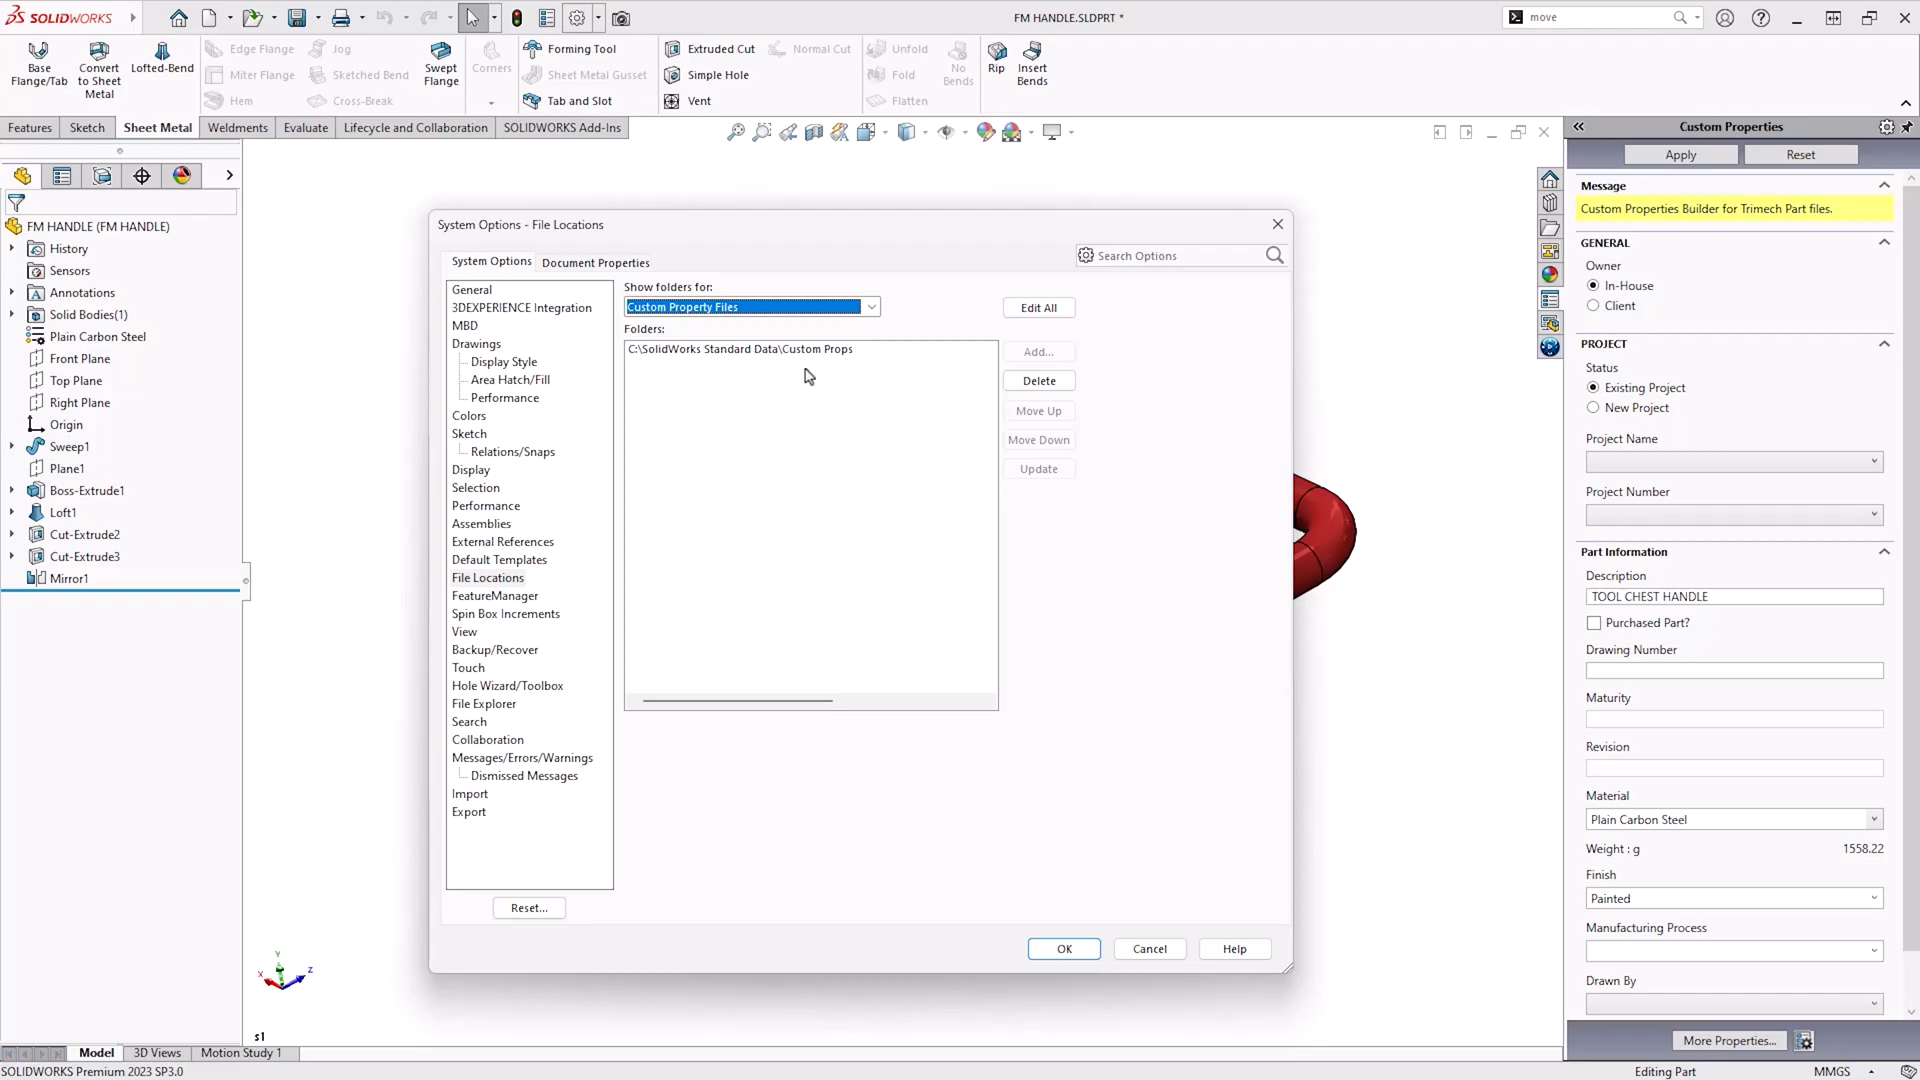 SOLIDWORKS
FM HANDLE.SLDPRT *
move
Base Flange/Tab
Convert to Sheet Metal
Lofted-Bend
Edge Flange
Miter Flange
Hem
Jog
Sketched Bend
Cross-Break
Swept Flange
Corners
Forming Tool
Sheet Metal Gusset
Tab and Slot
Extruded Cut
Simple Hole
Vent
Normal Cut
Unfold
Fold
Flatten
No Bends
Rip
Insert Bends
Features
Sketch
Sheet Metal
Weldments
Evaluate
Lifecycle and Collaboration
SOLIDWORKS Add-Ins
FM HANDLE (FM HANDLE)
History
Sensors
Annotations
Solid Bodies(1)
Plain Carbon Steel
Front Plane
Top Plane
Right Plane
Origin
Sweep1
Plane1
Boss-Extrude1
Loft1
Cut-Extrude2
Cut-Extrude3
Mirror1
System Options - File Locations
System Options
Document Properties
Search Options
General
3DEXPERIENCE Integration
MBD
Drawings
Display Style
Area Hatch/Fill
Performance
Colors
Sketch
Relations/Snaps
Display
Selection
Performance
Assemblies
External References
Default Templates
File Locations
FeatureManager
Spin Box Increments
View
Backup/Recover
Touch
Hole Wizard/Toolbox
File Explorer
Search
Collaboration
Messages/Errors/Warnings
Dismissed Messages
Import
Export
Reset...
Show folders for:
Custom Property Files
Folders:
C:\SolidWorks Standard Data\Custom Props
Edit All
Add...
Delete
Move Up
Move Down
Update
OK
Cancel
Help
Custom Properties
Apply
Reset
Message
Custom Properties Builder for Trimech Part files.
GENERAL
Owner
In-House
Client
PROJECT
Status
Existing Project
New Project
Project Name
Project Number
Part Information
Description
TOOL CHEST HANDLE
Purchased Part?
Drawing Number
Maturity
Revision
Material
Plain Carbon Steel
Weight : g 1558.22
Finish
Painted
Manufacturing Process
Drawn By
More Properties...
Y
X
Z
s1
Model
3D Views
Motion Study 1
SOLIDWORKS Premium 2023 SP3.0
Editing Part
MMGS